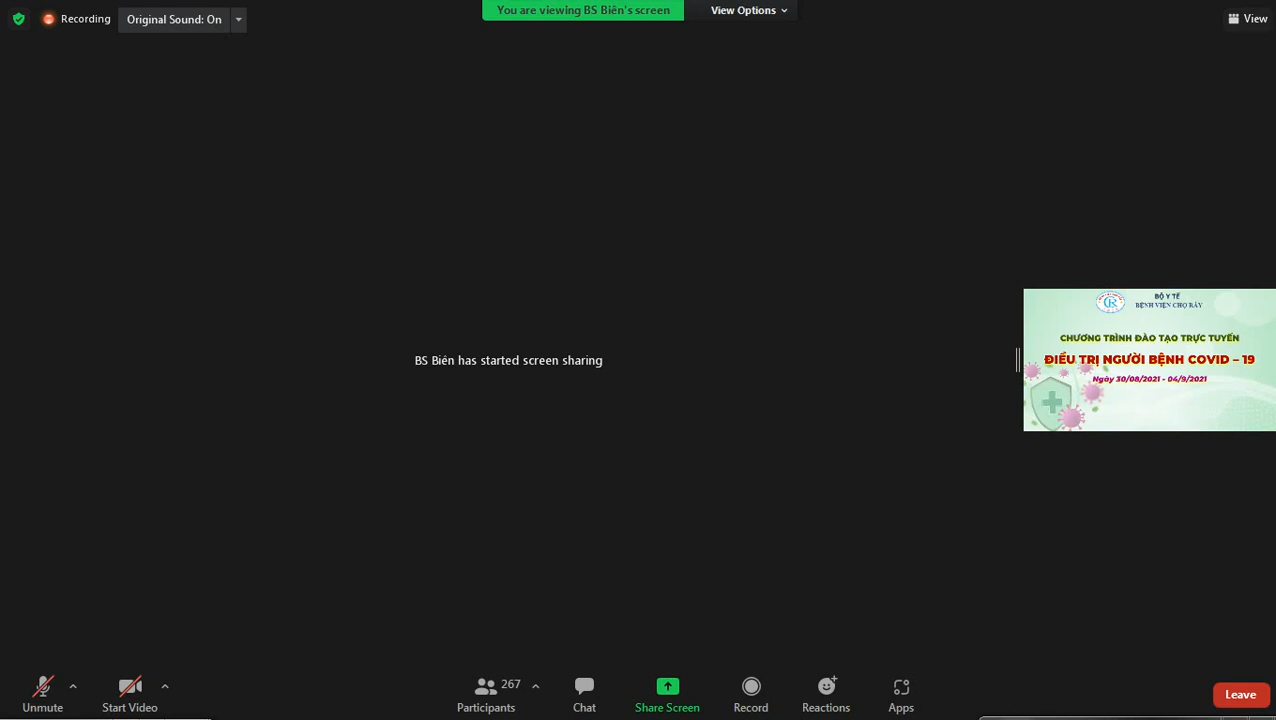 Recording
Original Sound: On
You are viewing BS Biên's screen
View Options
View
BS Biên has started screen sharing
BỘ Y TẾ
BỆNH VIỆN CHỢ RẪY
CHƯƠNG TRÌNH ĐÀO TẠO TRỰC TUYẾN
ĐIỀU TRỊ NGƯỜI BỆNH COVID – 19
Ngày 30/08/2021 - 04/9/2021
Unmute
Start Video
267
Participants
Chat
Share Screen
Record
Reactions
Apps
Leave